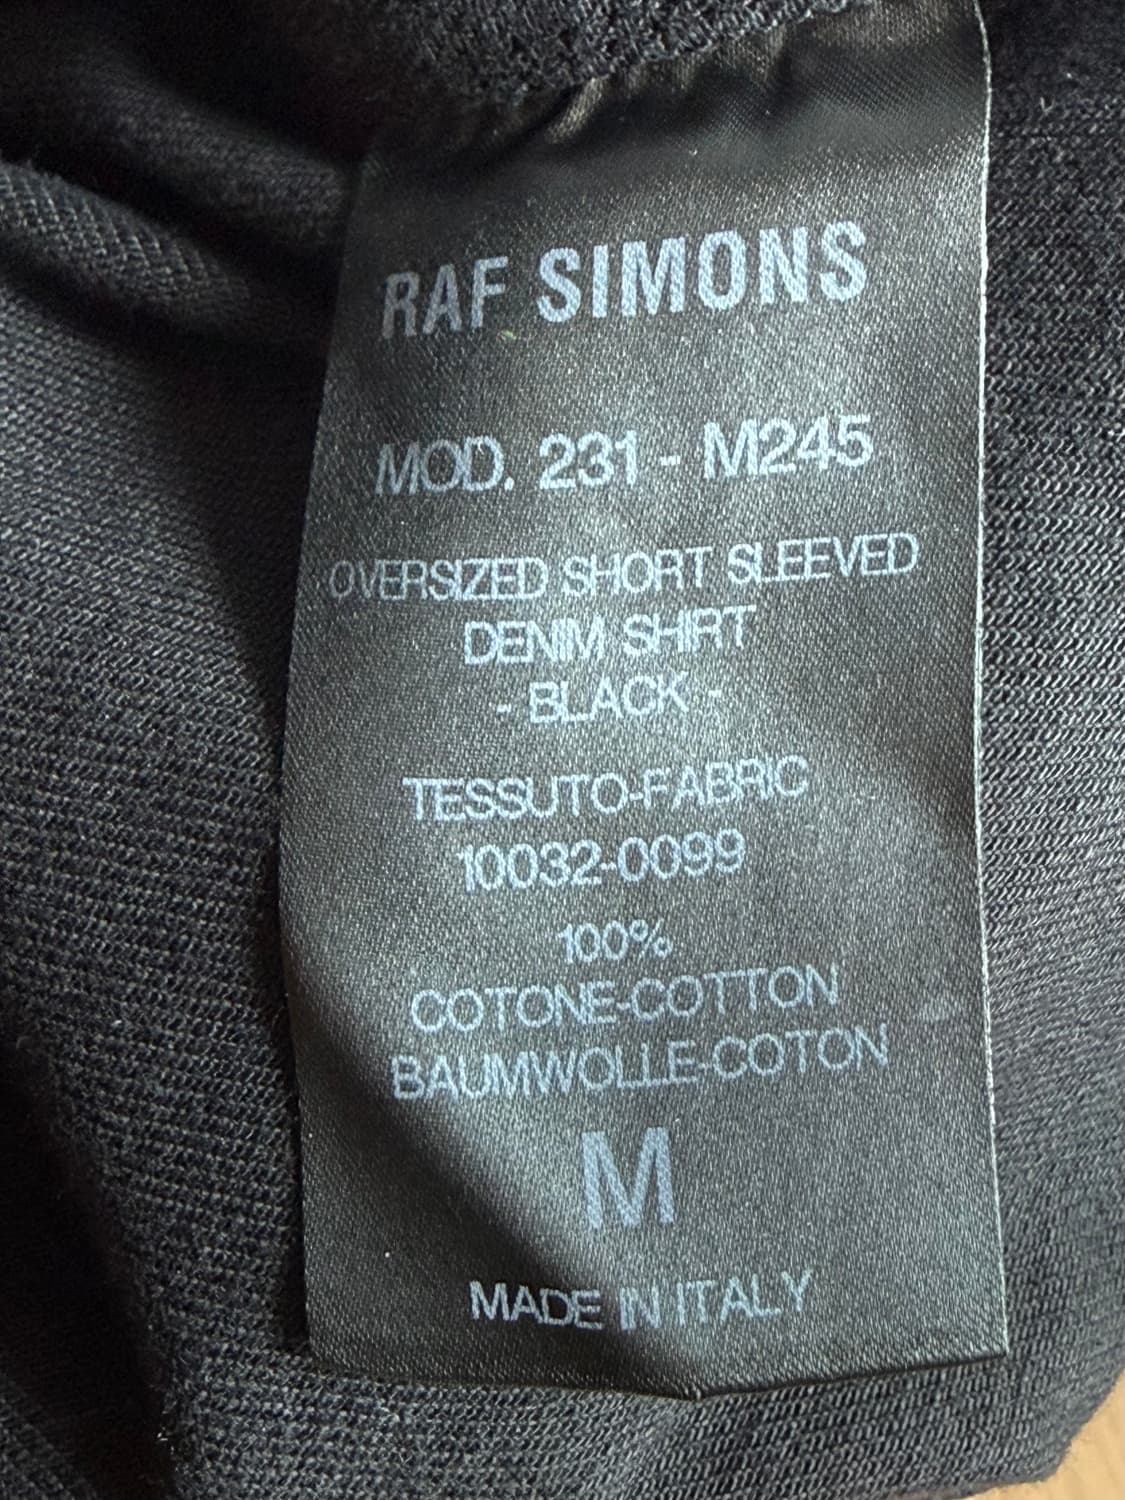 RAF SIMONS
MOD. 231 - M245
OVERSIZED SHORT SLEEVED
DENIM SHIRT
- BLACK -
TESSUTO-FABRIC
10032-0099
100%
COTONE-COTTON
BAUMWOLLE-COTON
M
MADE IN ITALY